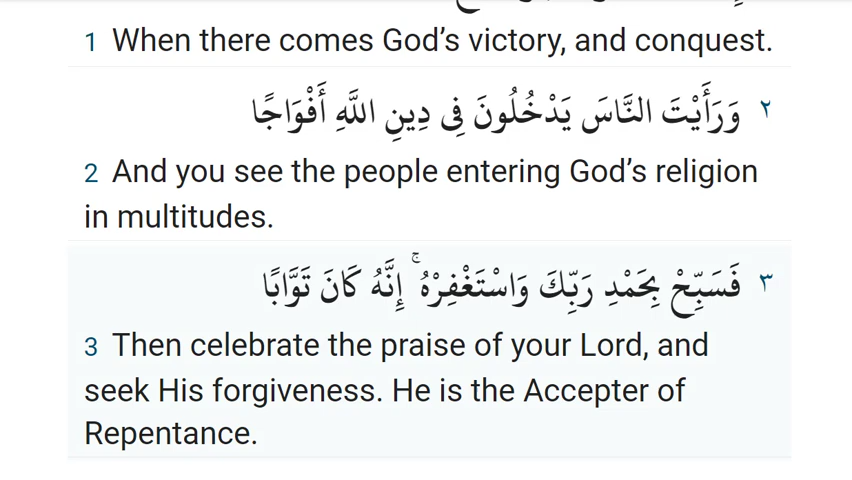 1 When there comes God’s victory, and conquest.
٢ وَرَأَيْتَ النَّاسَ يَدْخُلُونَ فِي دِينِ اللَّهِ أَفْوَاجًا
2 And you see the people entering God’s religion
in multitudes.
٣ فَسَبِّحْ بِحَمْدِ رَبِّكَ وَاسْتَغْفِرْهُ ۚ إِنَّهُ كَانَ تَوَّابًا
3 Then celebrate the praise of your Lord, and
seek His forgiveness. He is the Accepter of
Repentance.